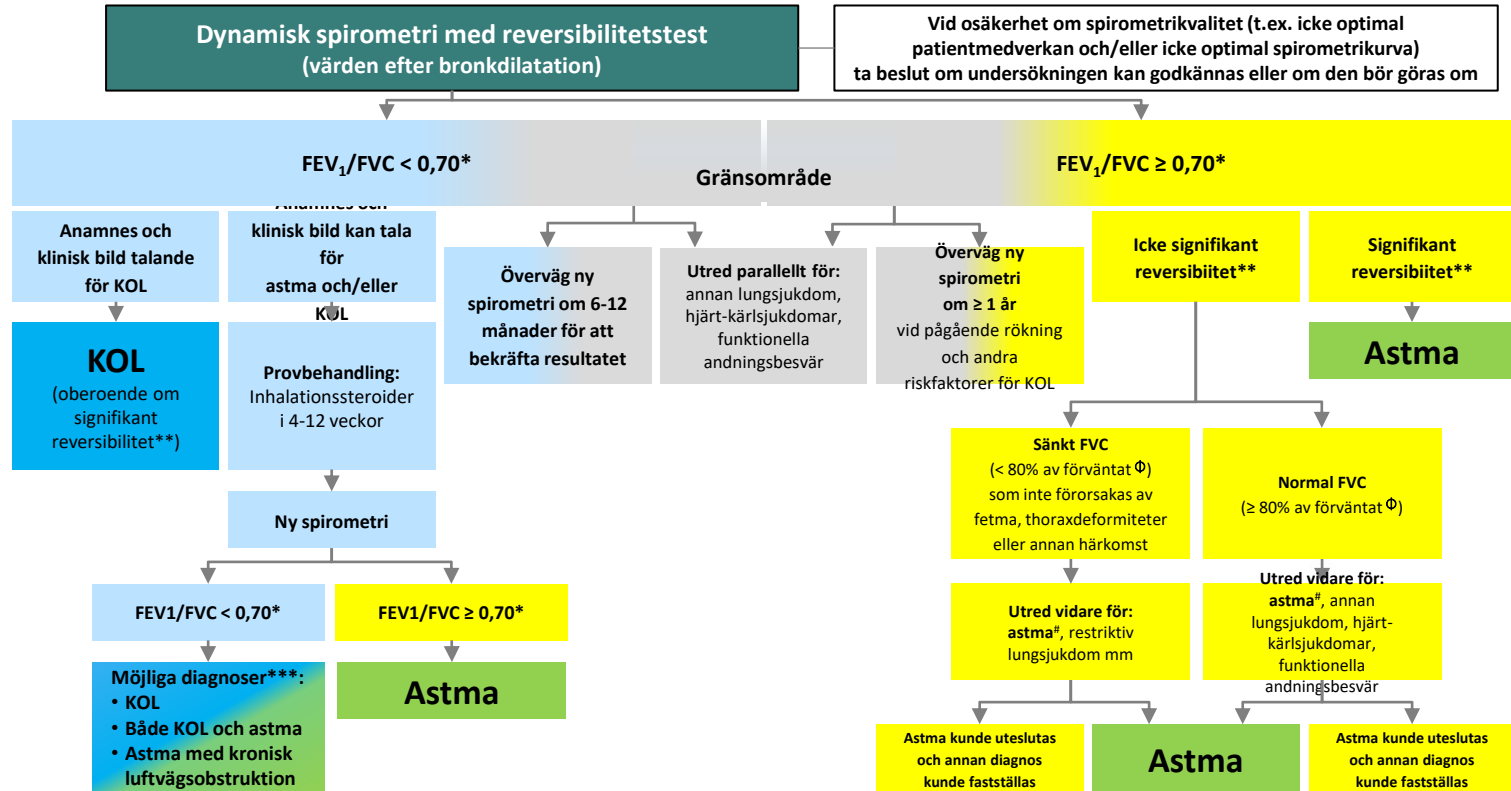 Dynamisk spirometri med reversibilitetstest
(värden efter bronkdilatation)
Vid osäkerhet om spirometrikvalitet (t.ex. icke optimal
patientmedverkan och/eller icke optimal spirometrikurva)
ta beslut om undersökningen kan godkännas eller om den bör göras om
FEV₁/FVC < 0,70*
Gränsområde
FEV₁/FVC ≥ 0,70*
Anamnes och
klinisk bild talande
för KOL
Anamnes och
klinisk bild kan tala
för
astma och/eller
KOL
Överväg ny
spirometri om 6-12
månader för att
bekräfta resultatet
Utred parallellt för:
annan lungsjukdom,
hjärt-kärlsjukdomar,
funktionella
andningsbesvär
Överväg ny
spirometri
om ≥ 1 år
vid pågående rökning
och andra
riskfaktorer för KOL
Icke signifikant
reversibiitet**
Signifikant
reversibiitet**
KOL
(oberoende om
signifikant
reversibilitet**)
Provbehandling:
Inhalationssteroider
i 4-12 veckor
Astma
Sänkt FVC
(< 80% av förväntat Φ)
som inte förorsakas av
fetma, thoraxdeformiteter
eller annan härkomst
Normal FVC
(≥ 80% av förväntat Φ)
Ny spirometri
FEV1/FVC < 0,70*
FEV1/FVC ≥ 0,70*
Utred vidare för:
astma#, restriktiv
lungsjukdom mm
Utred vidare för:
astma#, annan
lungsjukdom, hjärt-
kärlsjukdomar,
funktionella
andningsbesvär
Möjliga diagnoser***:
• KOL
• Både KOL och astma
• Astma med kronisk
luftvägsobstruktion
Astma
Astma kunde uteslutas
och annan diagnos
kunde fastställas
Astma
Astma kunde uteslutas
och annan diagnos
kunde fastställas